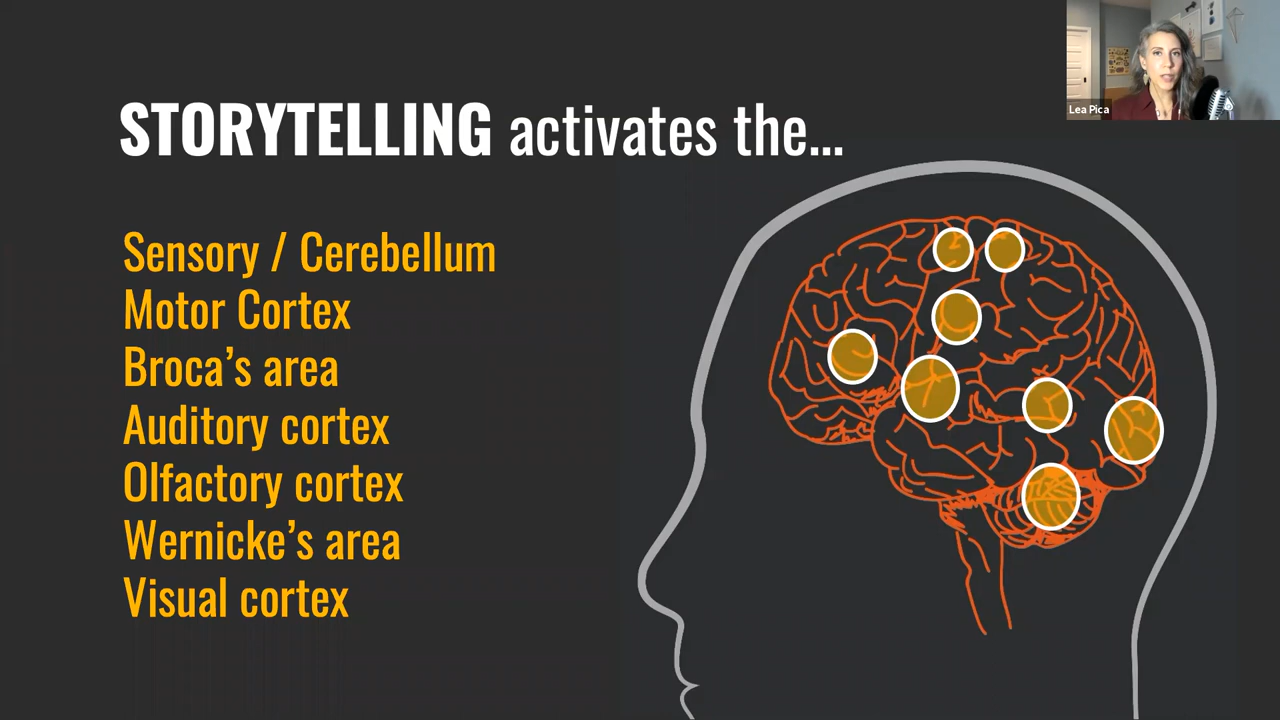 Lea Pica
STORYTELLING activates the...
Sensory / Cerebellum
Motor Cortex
Broca's area
Auditory cortex
Olfactory cortex
Wernicke's area
Visual cortex